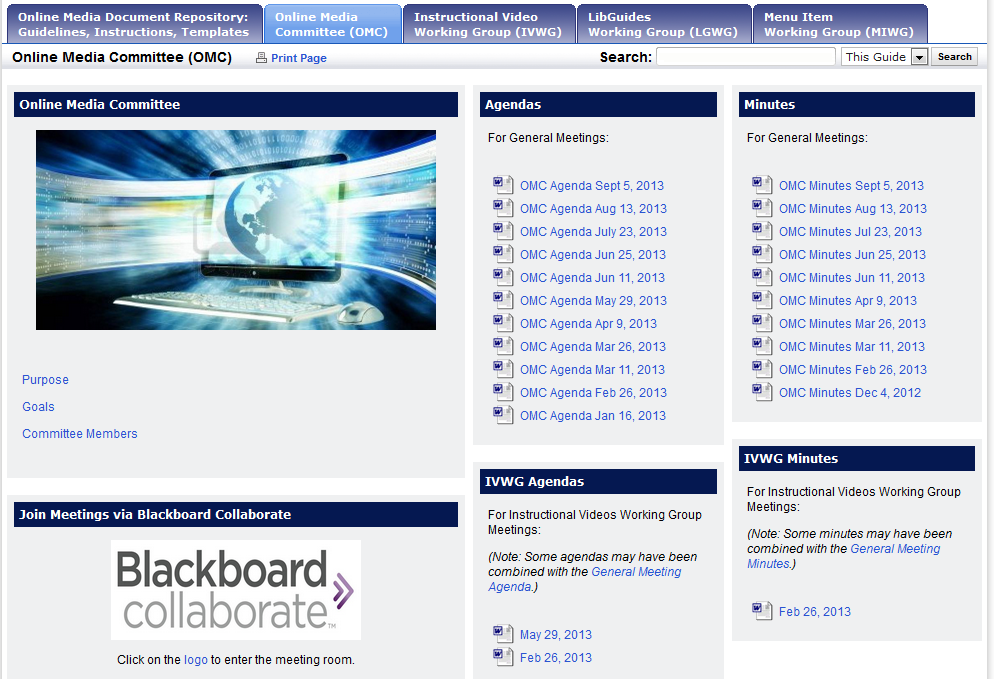 Online Media Document Repository:
Guidelines, Instructions, Templates
Online Media
Committee (OMC)
Instructional Video
Working Group (IVWG)
LibGuides
Working Group (LGWG)
Menu Item
Working Group (MIWG)
Online Media Committee (OMC)
Print Page
Search:
This Guide
Search
Online Media Committee
Purpose
Goals
Committee Members
Join Meetings via Blackboard Collaborate
Blackboard
collaborate™
Click on the logo to enter the meeting room.
Agendas
For General Meetings:
OMC Agenda Sept 5, 2013
OMC Agenda Aug 13, 2013
OMC Agenda July 23, 2013
OMC Agenda Jun 25, 2013
OMC Agenda Jun 11, 2013
OMC Agenda May 29, 2013
OMC Agenda Apr 9, 2013
OMC Agenda Mar 26, 2013
OMC Agenda Mar 11, 2013
OMC Agenda Feb 26, 2013
OMC Agenda Jan 16, 2013
IVWG Agendas
For Instructional Videos Working Group
Meetings:
(Note: Some agendas may have been
combined with the General Meeting
Agenda.)
May 29, 2013
Feb 26, 2013
Minutes
For General Meetings:
OMC Minutes Sept 5, 2013
OMC Minutes Aug 13, 2013
OMC Minutes Jul 23, 2013
OMC Minutes Jun 25, 2013
OMC Minutes Jun 11, 2013
OMC Minutes Apr 9, 2013
OMC Minutes Mar 26, 2013
OMC Minutes Mar 11, 2013
OMC Minutes Feb 26, 2013
OMC Minutes Dec 4, 2012
IVWG Minutes
For Instructional Videos Working Group
Meetings:
(Note: Some minutes may have been
combined with the General Meeting
Minutes.)
Feb 26, 2013